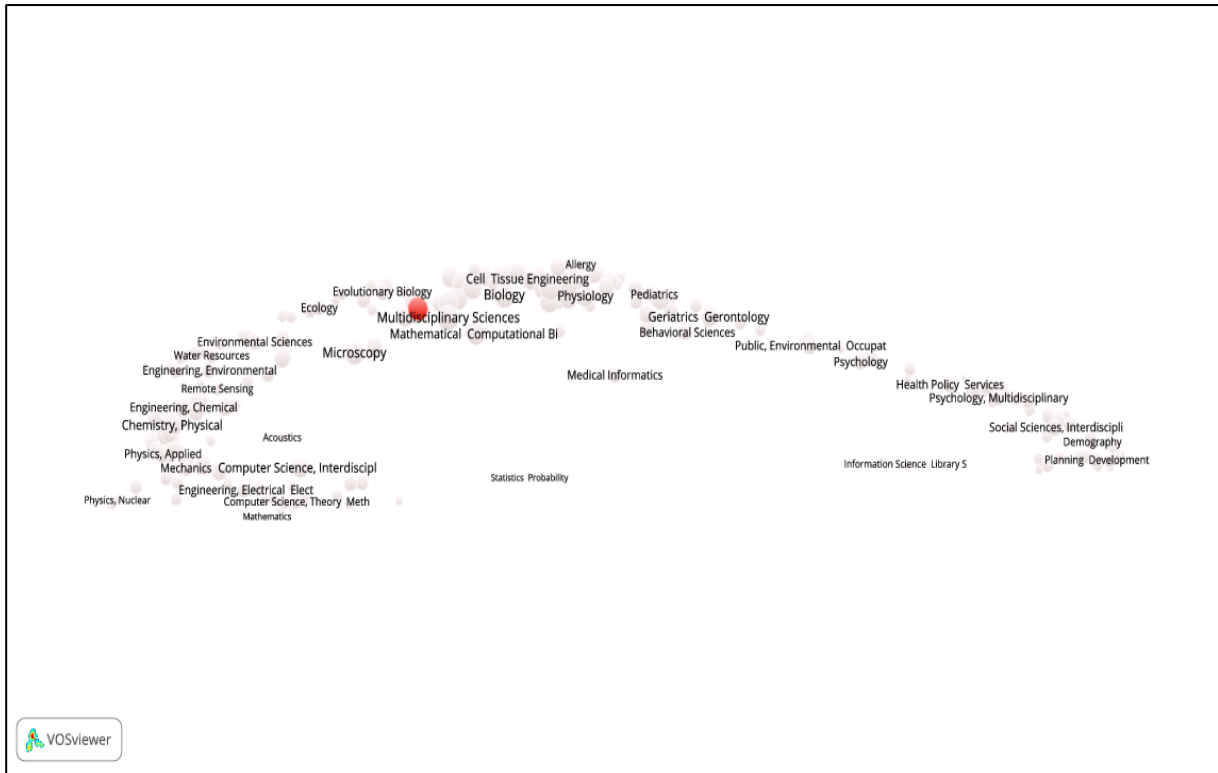 Allergy
Cell Tissue Engineering
Evolutionary Biology
Biology
Physiology
Pediatrics
Ecology
Multidisciplinary Sciences
Geriatrics Gerontology
Mathematical Computational Bi
Behavioral Sciences
Environmental Sciences
Public, Environmental Occupat
Water Resources
Microscopy
Psychology
Engineering, Environmental
Medical Informatics
Remote Sensing
Health Policy Services
Psychology, Multidisciplinary
Engineering, Chemical
Chemistry, Physical
Social Sciences, Interdiscipli
Acoustics
Demography
Physics, Applied
Planning Development
Information Science Library S
Mechanics
Computer Science, Interdiscipl
Statistics Probability
Engineering, Electrical Elect
Physics, Nuclear
Computer Science, Theory Meth
Mathematics
VOSviewer